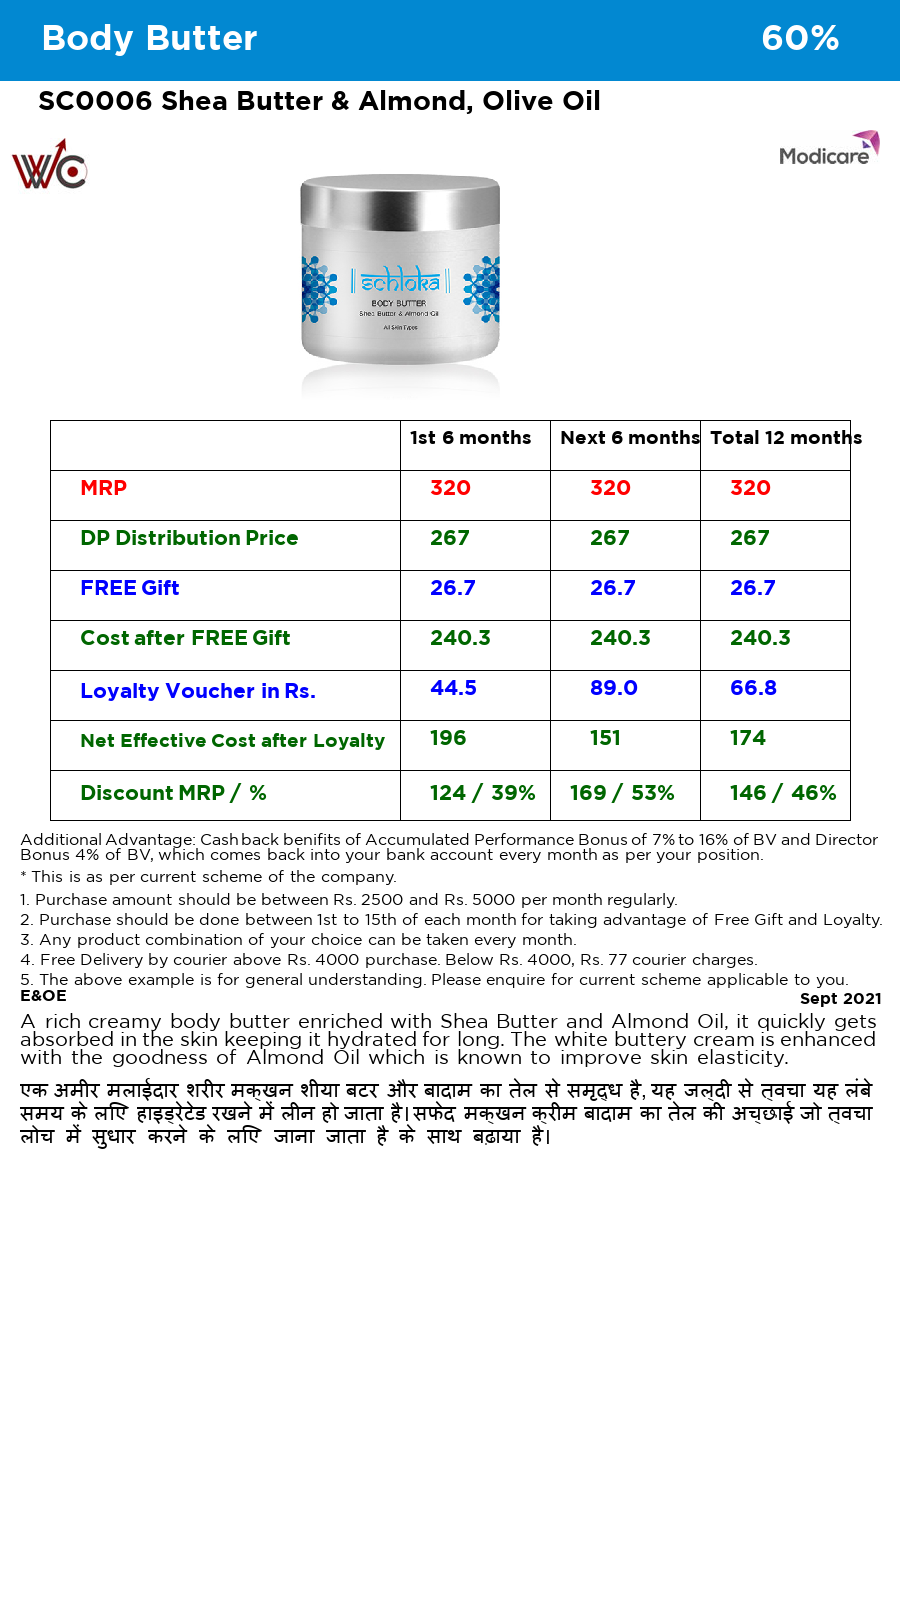 Body Butter 60%
SC0006 Shea Butter & Almond, Olive Oil
WC
Modicare
schloka
BODY BUTTER
Shea Butter & Almond Oil
All Skin Types
1st 6 months Next 6 months Total 12 months
MRP 320 320 320
DP Distribution Price 267 267 267
FREE Gift 26.7 26.7 26.7
Cost after FREE Gift 240.3 240.3 240.3
Loyalty Voucher in Rs. 44.5 89.0 66.8
Net Effective Cost after Loyalty 196 151 174
Discount MRP / % 124 / 39% 169 / 53% 146 / 46%
Additional Advantage: Cashback benifits of Accumulated Performance Bonus of 7% to 16% of BV and Director
Bonus 4% of BV, which comes back into your bank account every month as per your position.
* This is as per current scheme of the company.
1. Purchase amount should be between Rs. 2500 and Rs. 5000 per month regularly.
2. Purchase should be done between 1st to 15th of each month for taking advantage of Free Gift and Loyalty.
3. Any product combination of your choice can be taken every month.
4. Free Delivery by courier above Rs. 4000 purchase. Below Rs. 4000, Rs. 77 courier charges.
5. The above example is for general understanding. Please enquire for current scheme applicable to you.
E&OE Sept 2021
A rich creamy body butter enriched with Shea Butter and Almond Oil, it quickly gets
absorbed in the skin keeping it hydrated for long. The white buttery cream is enhanced
with the goodness of Almond Oil which is known to improve skin elasticity.
एक अमीर मलाईदार शरीर मक्खन शीया बटर और बादाम का तेल से समृद्ध है, यह जल्दी से त्वचा यह लंबे
समय के लिए हाइड्रेटेड रखने में लीन हो जाता है। सफेद मक्खन क्रीम बादाम का तेल की अच्छाई जो त्वचा
लोच में सुधार करने के लिए जाना जाता है के साथ बढ़ाया है।